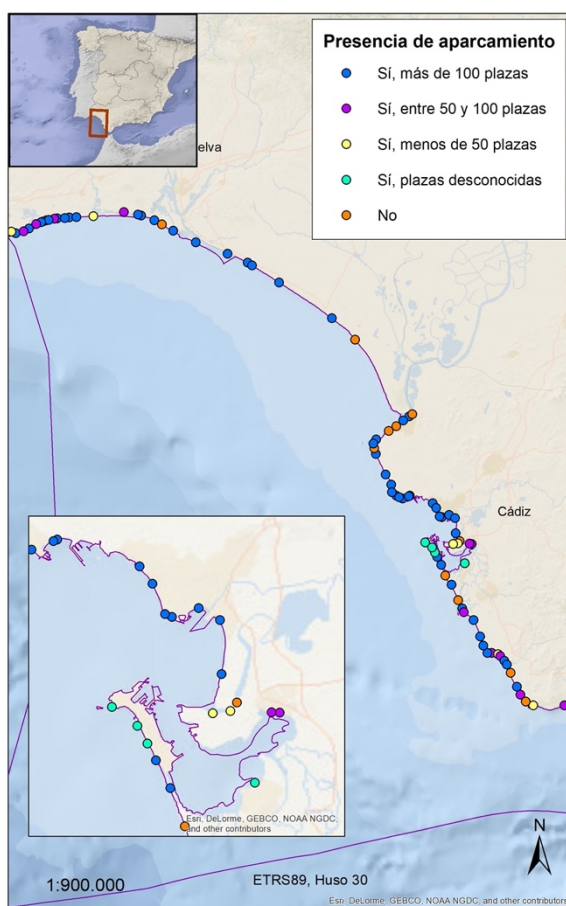 Presencia de aparcamiento
Sí, más de 100 plazas
Sí, entre 50 y 100 plazas
Sí, menos de 50 plazas
Sí, plazas desconocidas
No
elva
Cádiz
Esri, DeLorme, GEBCO, NOAA NGDC,
and other contributors
N
1:900.000
ETRS89, Huso 30
Esri, DeLorme, GEBCO, NOAA NGDC, and other contributors